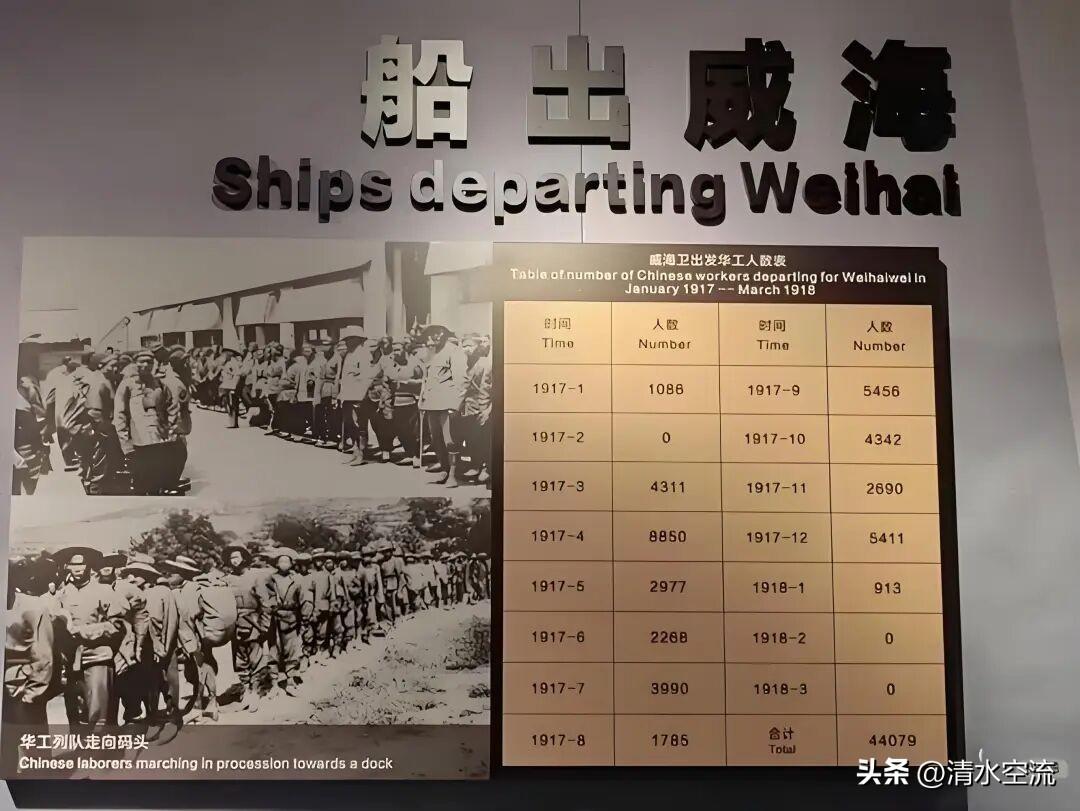 船出威海
Ships departing Weihai
威海卫出发华工人数表
Table of number of Chinese workers departing for Weihaiwei in
January 1917 -- March 1918
时间 人数 时间 人数
Time Number Time Number
1917-1 1086 1917-9 5456
1917-2 0 1917-10 4342
1917-3 4311 1917-11 2690
1917-4 8850 1917-12 5411
1917-5 2977 1918-1 913
1917-6 2268 1918-2 0
1917-7 3990 1918-3 0
1917-8 1785 合计 44079
Total
华工列队走向码头
Chinese laborers marching in procession towards a dock
头条 @清水空流